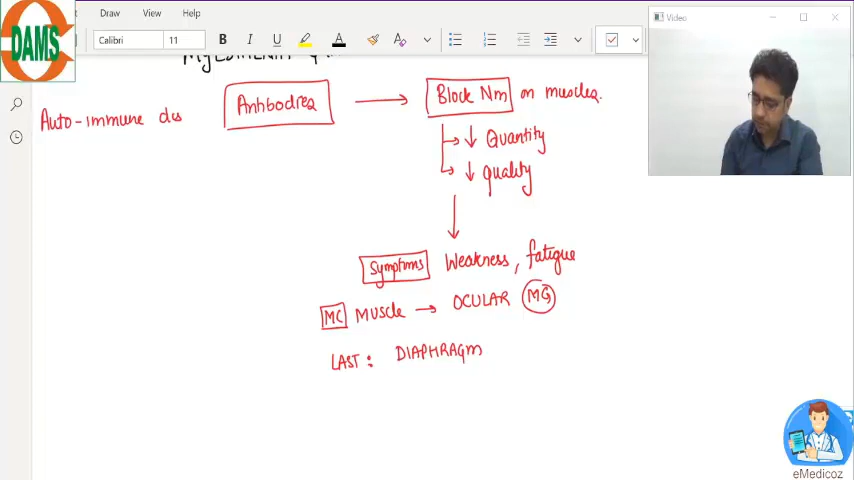 DAMS
Draw View Help
Video
Calibri 11 B I U A
MYASTHENIA
Antibodies → Block Nm on muscles.
Auto-immune dis
↓ Quantity
↓ quality
Symptoms Weakness, fatigue
MC MUSCLE → OCULAR MG
LAST: DIAPHRAGM
eMedicoz